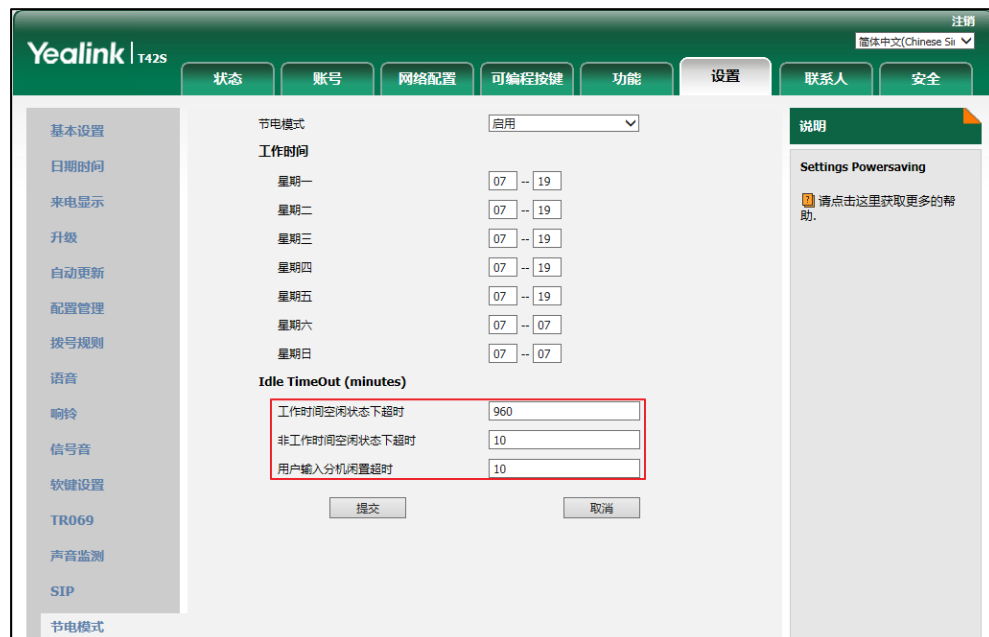 注销
Yealink T42S
简体中文(Chinese Si
状态 账号 网络配置 可编程按键 功能 设置 联系人 安全
基本设置
日期时间
来电显示
升级
自动更新
配置管理
拨号规则
语音
响铃
信号音
软键设置
TR069
声音监测
SIP
节电模式
节电模式 启用
工作时间
星期一 07 -- 19
星期二 07 -- 19
星期三 07 -- 19
星期四 07 -- 19
星期五 07 -- 19
星期六 07 -- 07
星期日 07 -- 07
Idle TimeOut (minutes)
工作时间空闲状态下超时 960
非工作时间空闲状态下超时 10
用户输入分机闲置超时 10
提交 取消
说明
Settings Powersaving
请点击这里获取更多的帮
助.